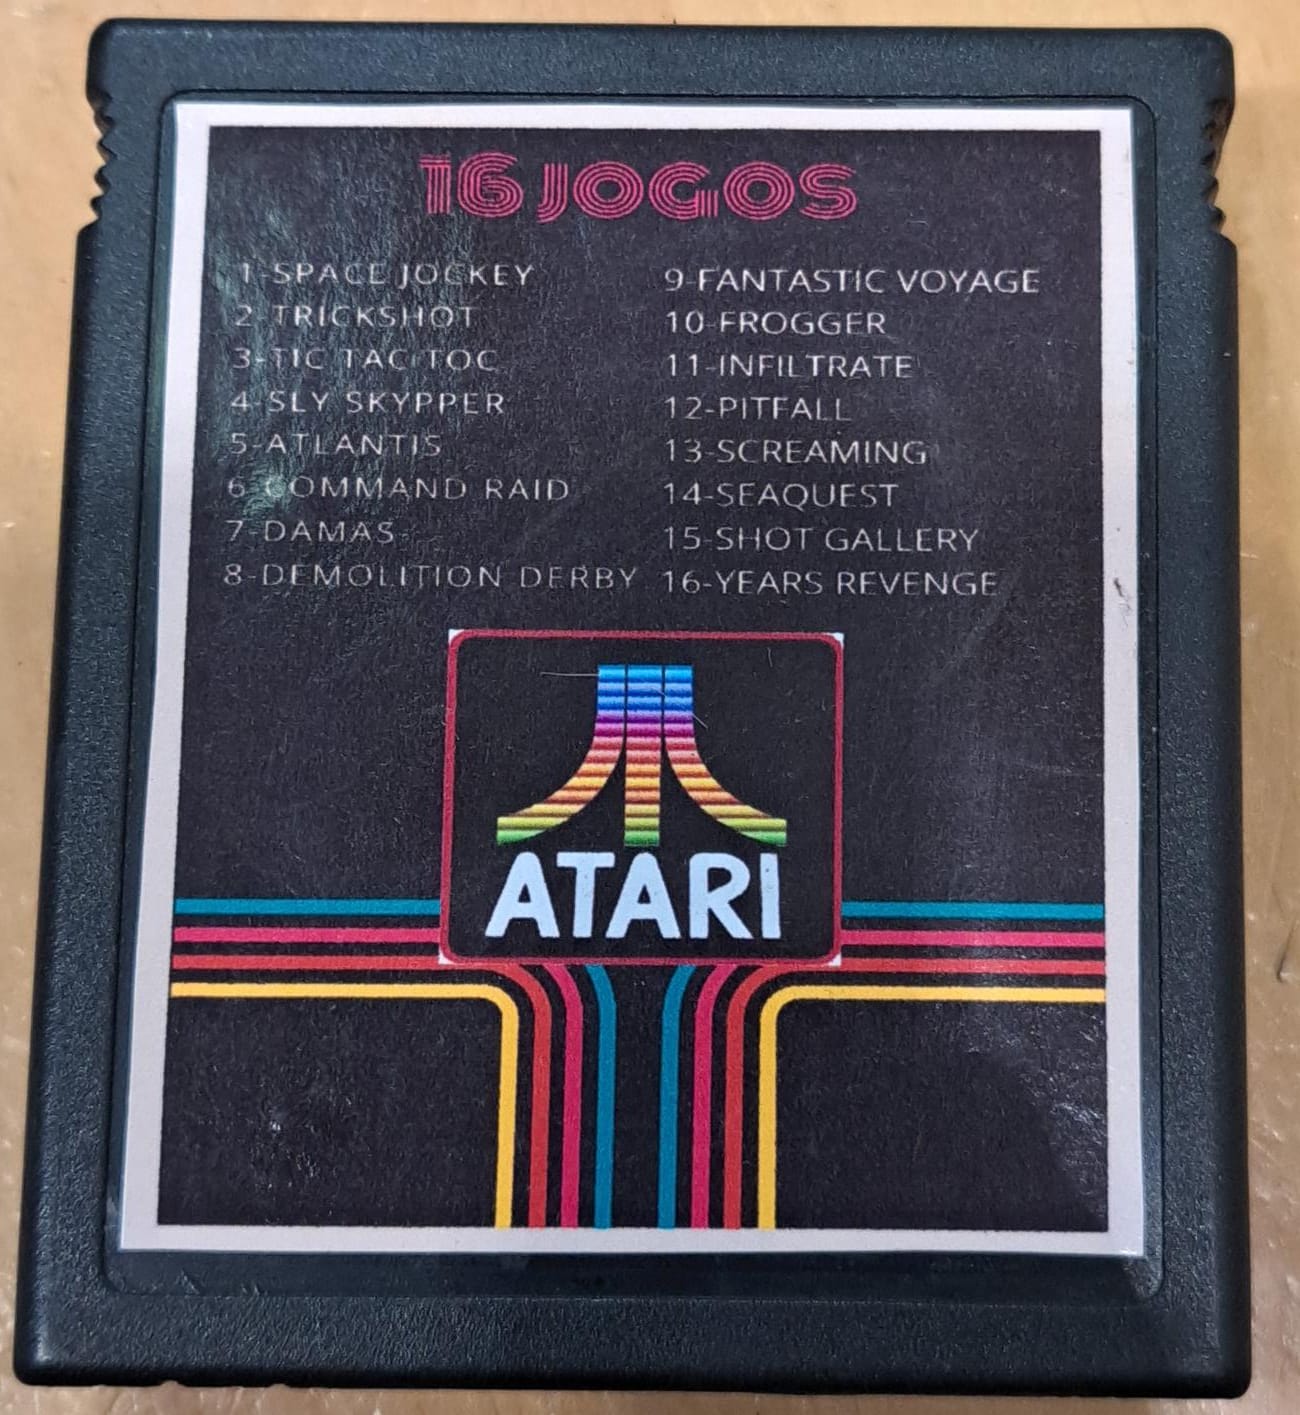 16 JOGOS
1-SPACE JOCKEY
2-TRICKSHOT
3-TIC TAC TOC
4-SLY SKYPPER
5-ATLANTIS
6-COMMAND RAID
7-DAMAS
8-DEMOLITION DERBY
9-FANTASTIC VOYAGE
10-FROGGER
11-INFILTRATE
12-PITFALL
13-SCREAMING
14-SEAQUEST
15-SHOT GALLERY
16-YEARS REVENGE
ATARI